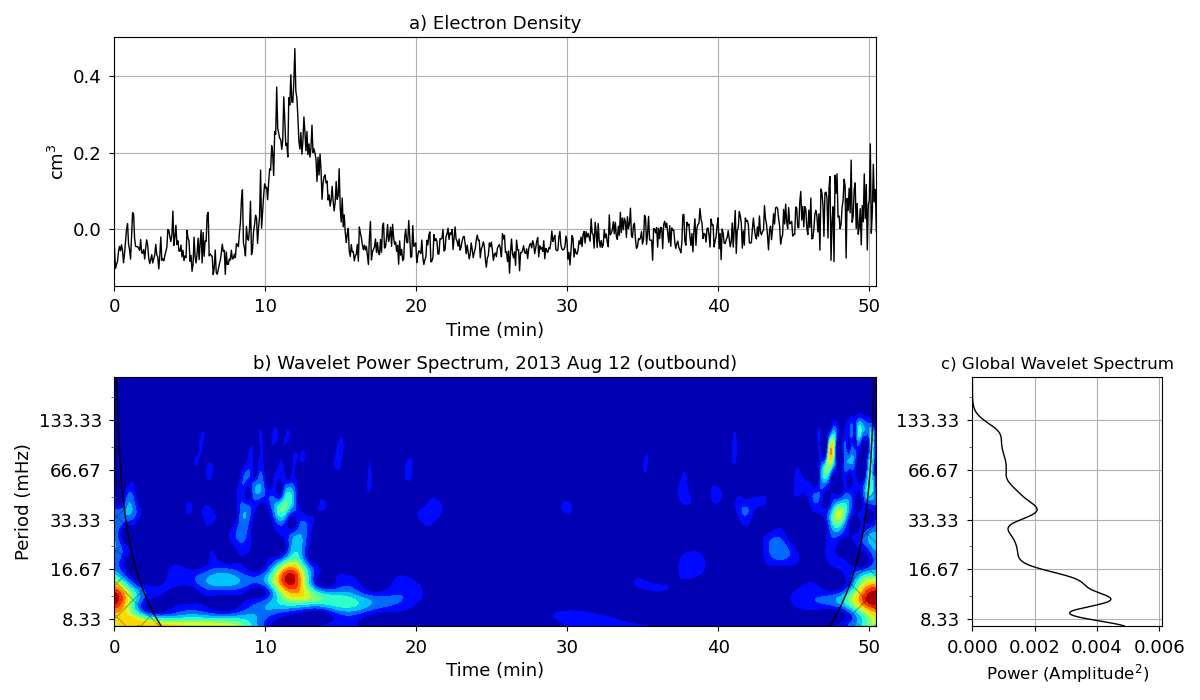 a) Electron Density
cm³
0.4
0.2
0.0
0 10 20 30 40 50
Time (min)
b) Wavelet Power Spectrum, 2013 Aug 12 (outbound)
Period (mHz)
133.33
66.67
33.33
16.67
8.33
0 10 20 30 40 50
Time (min)
c) Global Wavelet Spectrum
133.33
66.67
33.33
16.67
8.33
0.000 0.002 0.004 0.006
Power (Amplitude²)